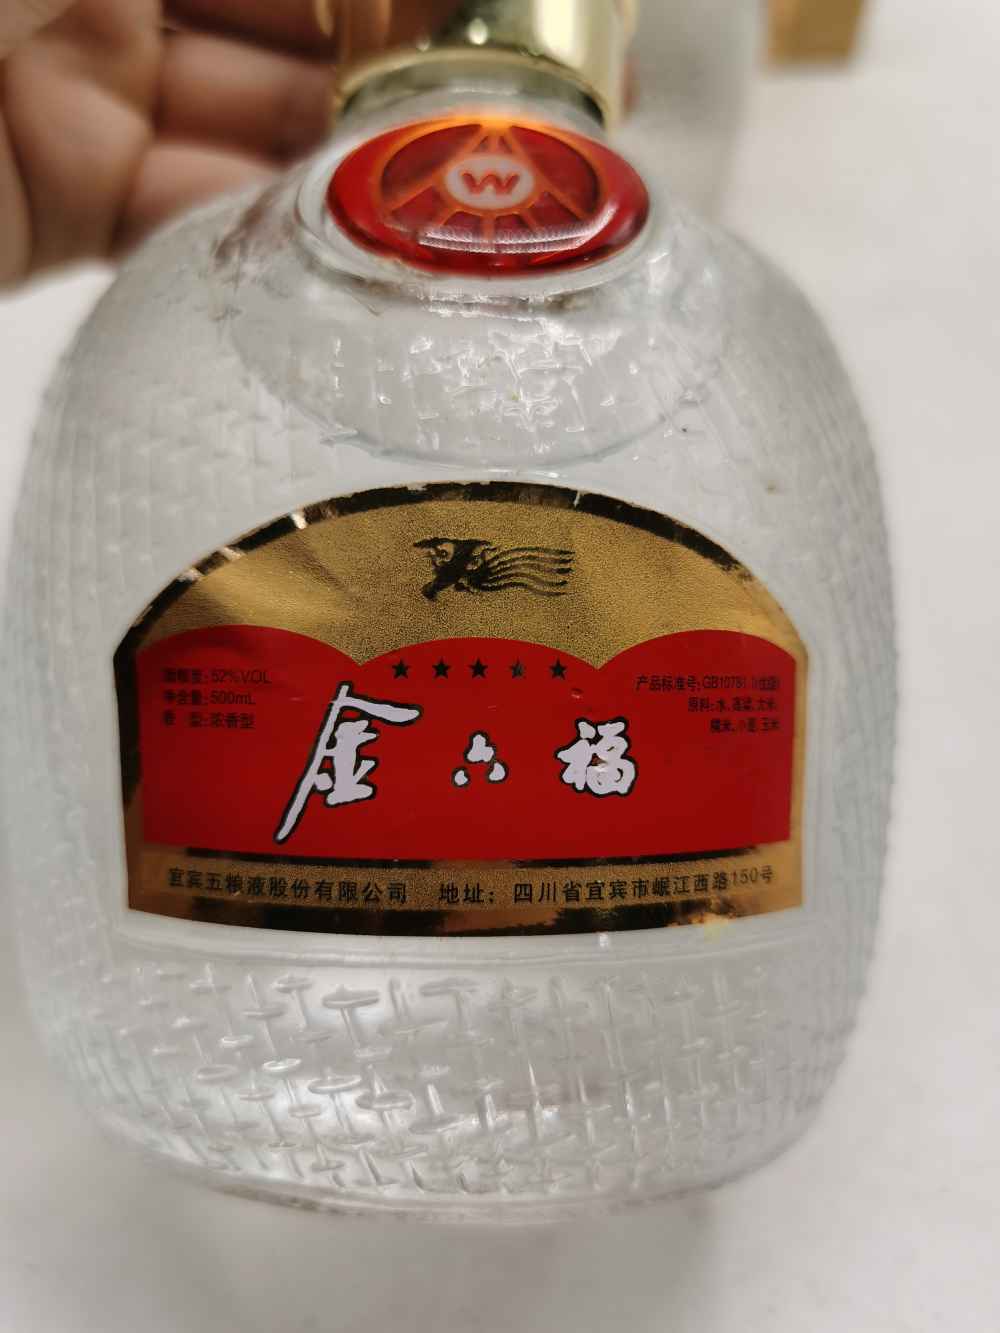 W
酒精度:52%VOL
净含量:500mL
香 型:浓香型
产品标准号:GB10781.1(优级)
原料:水、高粱、大米、
糯米、小麦、玉米
金六福
宜宾五粮液股份有限公司 地址：四川省宜宾市岷江西路150号